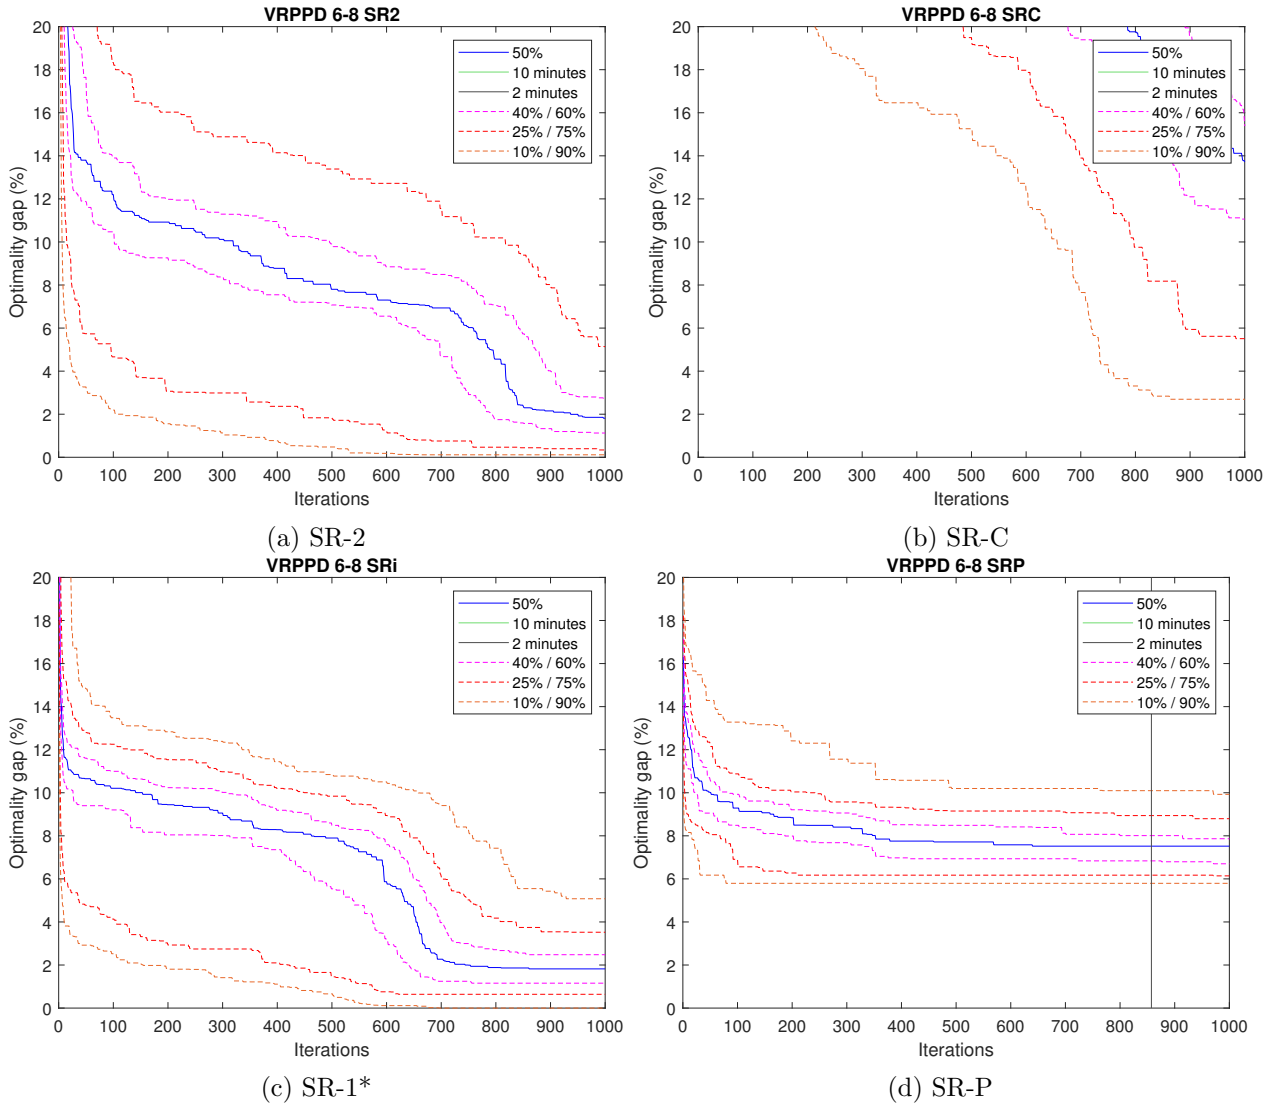 VRPPD 6-8 SR2
20
18
16
14
12
10
8
6
4
2
0
Optimality gap (%)
50%
10 minutes
2 minutes
40% / 60%
25% / 75%
10% / 90%
0 100 200 300 400 500 600 700 800 900 1000
Iterations
(a) SR-2
VRPPD 6-8 SRC
20
18
16
14
12
10
8
6
4
2
0
Optimality gap (%)
50%
10 minutes
2 minutes
40% / 60%
25% / 75%
10% / 90%
0 100 200 300 400 500 600 700 800 900 1000
Iterations
(b) SR-C
VRPPD 6-8 SRi
20
18
16
14
12
10
8
6
4
2
0
Optimality gap (%)
50%
10 minutes
2 minutes
40% / 60%
25% / 75%
10% / 90%
0 100 200 300 400 500 600 700 800 900 1000
Iterations
(c) SR-1*
VRPPD 6-8 SRP
20
18
16
14
12
10
8
6
4
2
0
Optimality gap (%)
50%
10 minutes
2 minutes
40% / 60%
25% / 75%
10% / 90%
0 100 200 300 400 500 600 700 800 900 1000
Iterations
(d) SR-P